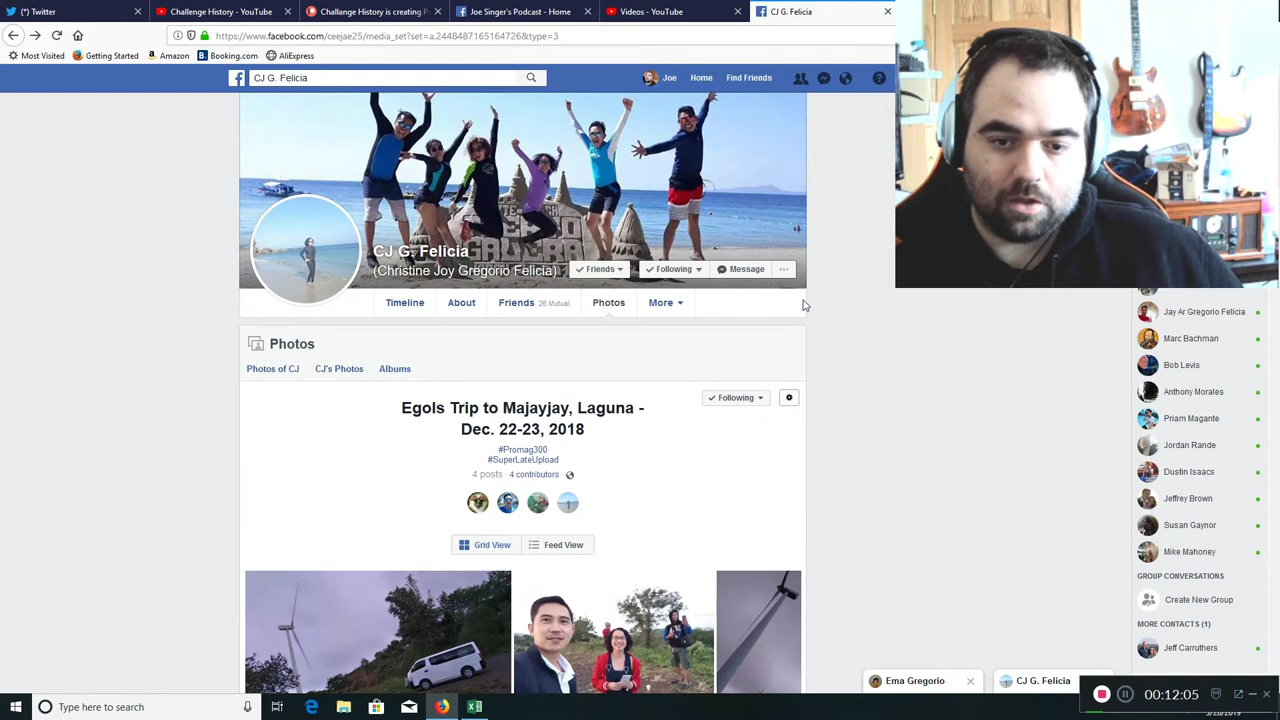 (*) Twitter
Challenge History - YouTube
Challange History is creating P
Joe Singer's Podcast - Home
Videos - YouTube
CJ G. Felicia
https://www.facebook.com/ceejae25/media_set?set=a.2448487165164726&type=3
Most Visited
Getting Started
Amazon
Booking.com
AliExpress
CJ G. Felicia
Joe
Home
Find Friends
CJ G. Felicia
(Christine Joy Gregorio Felicia)
Friends
Following
Message
Timeline
About
Friends 26 Mutual
Photos
More
Photos
Photos of CJ
CJ's Photos
Albums
Following
Egols Trip to Majayjay, Laguna -
Dec. 22-23, 2018
#Promag300
#SuperLateUpload
4 posts · 4 contributors
Grid View
Feed View
Jay Ar Gregorio Felicia
Marc Bachman
Bob Levis
Anthony Morales
Priam Magante
Jordan Rande
Dustin Isaacs
Jeffrey Brown
Susan Gaynor
Mike Mahoney
GROUP CONVERSATIONS
Create New Group
MORE CONTACTS (1)
Jeff Carruthers
Ema Gregorio
CJ G. Felicia
00:12:05
Type here to search